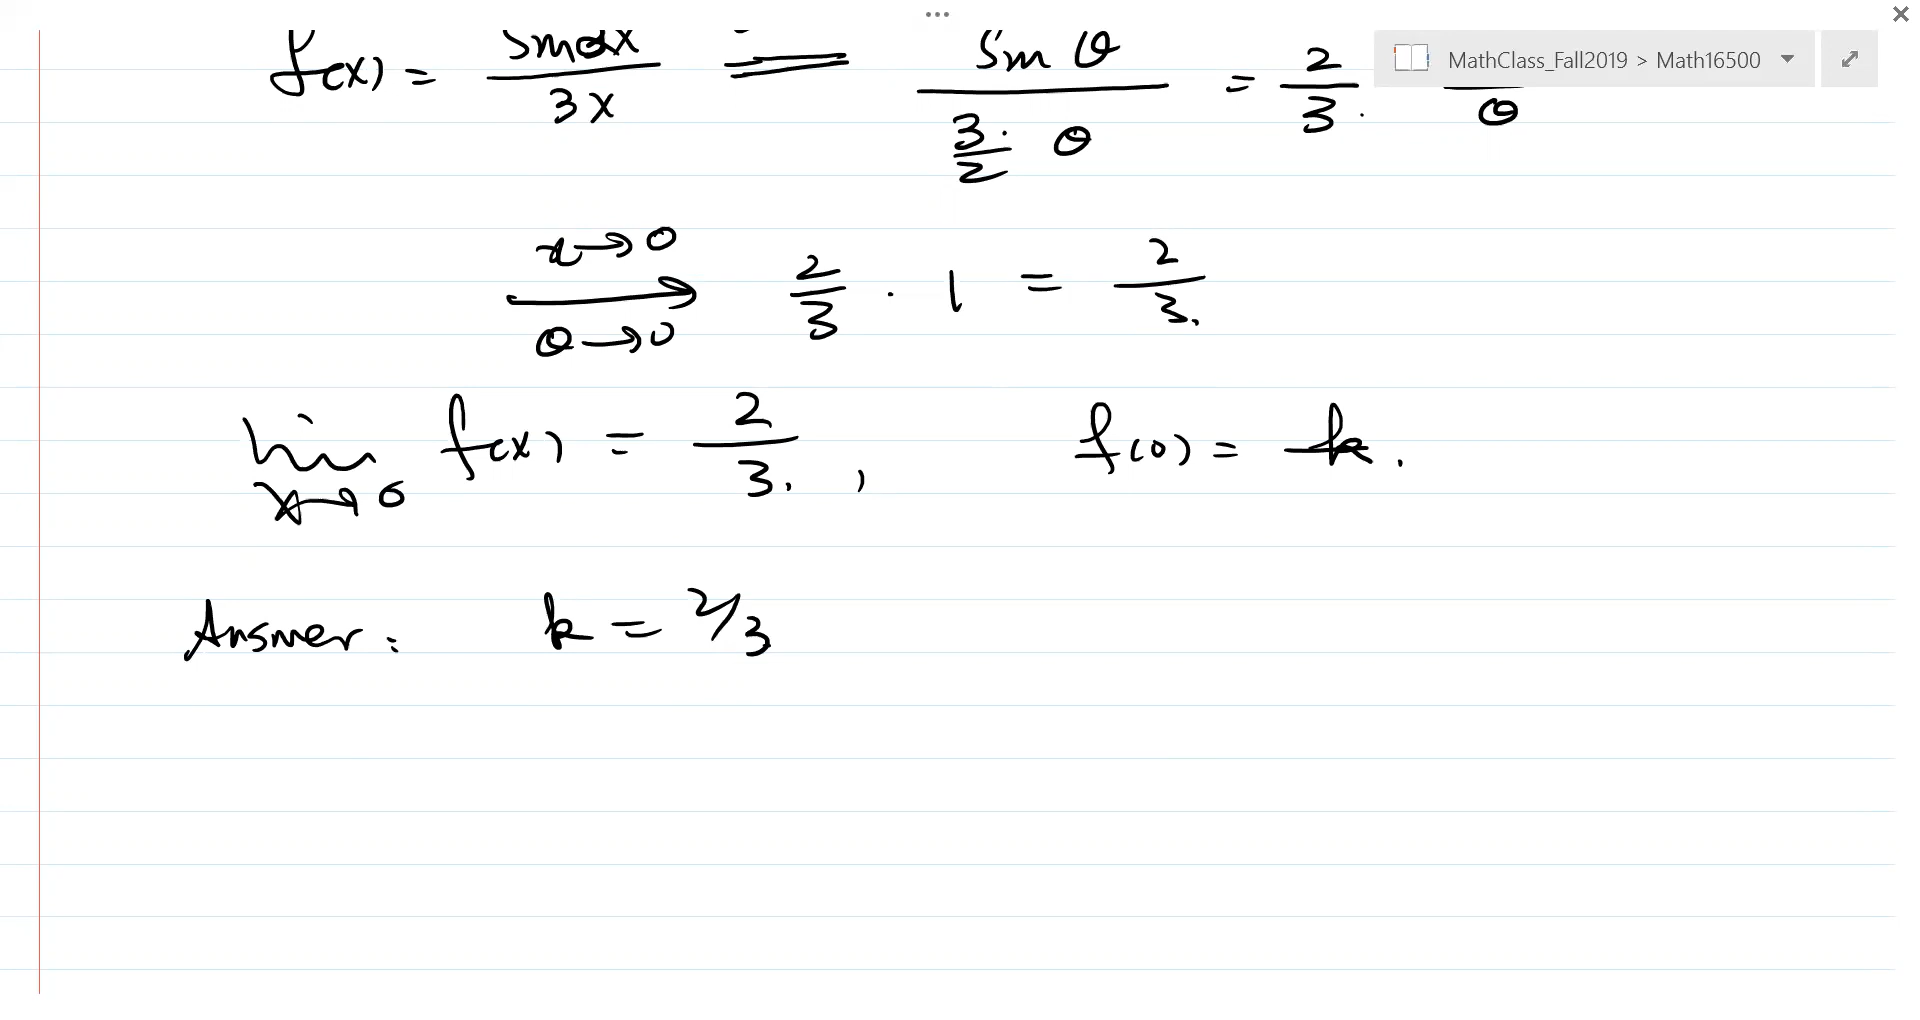 MathClass_Fall2019 > Math16500
f(x) = sin2x / 3x = sin θ / (3/2 · θ) = 2/3 · / θ
x→0
θ→0 2/3 · 1 = 2/3.
lim x→0 f(x) = 2/3. , f(0) = k.
Answer: k = 2/3